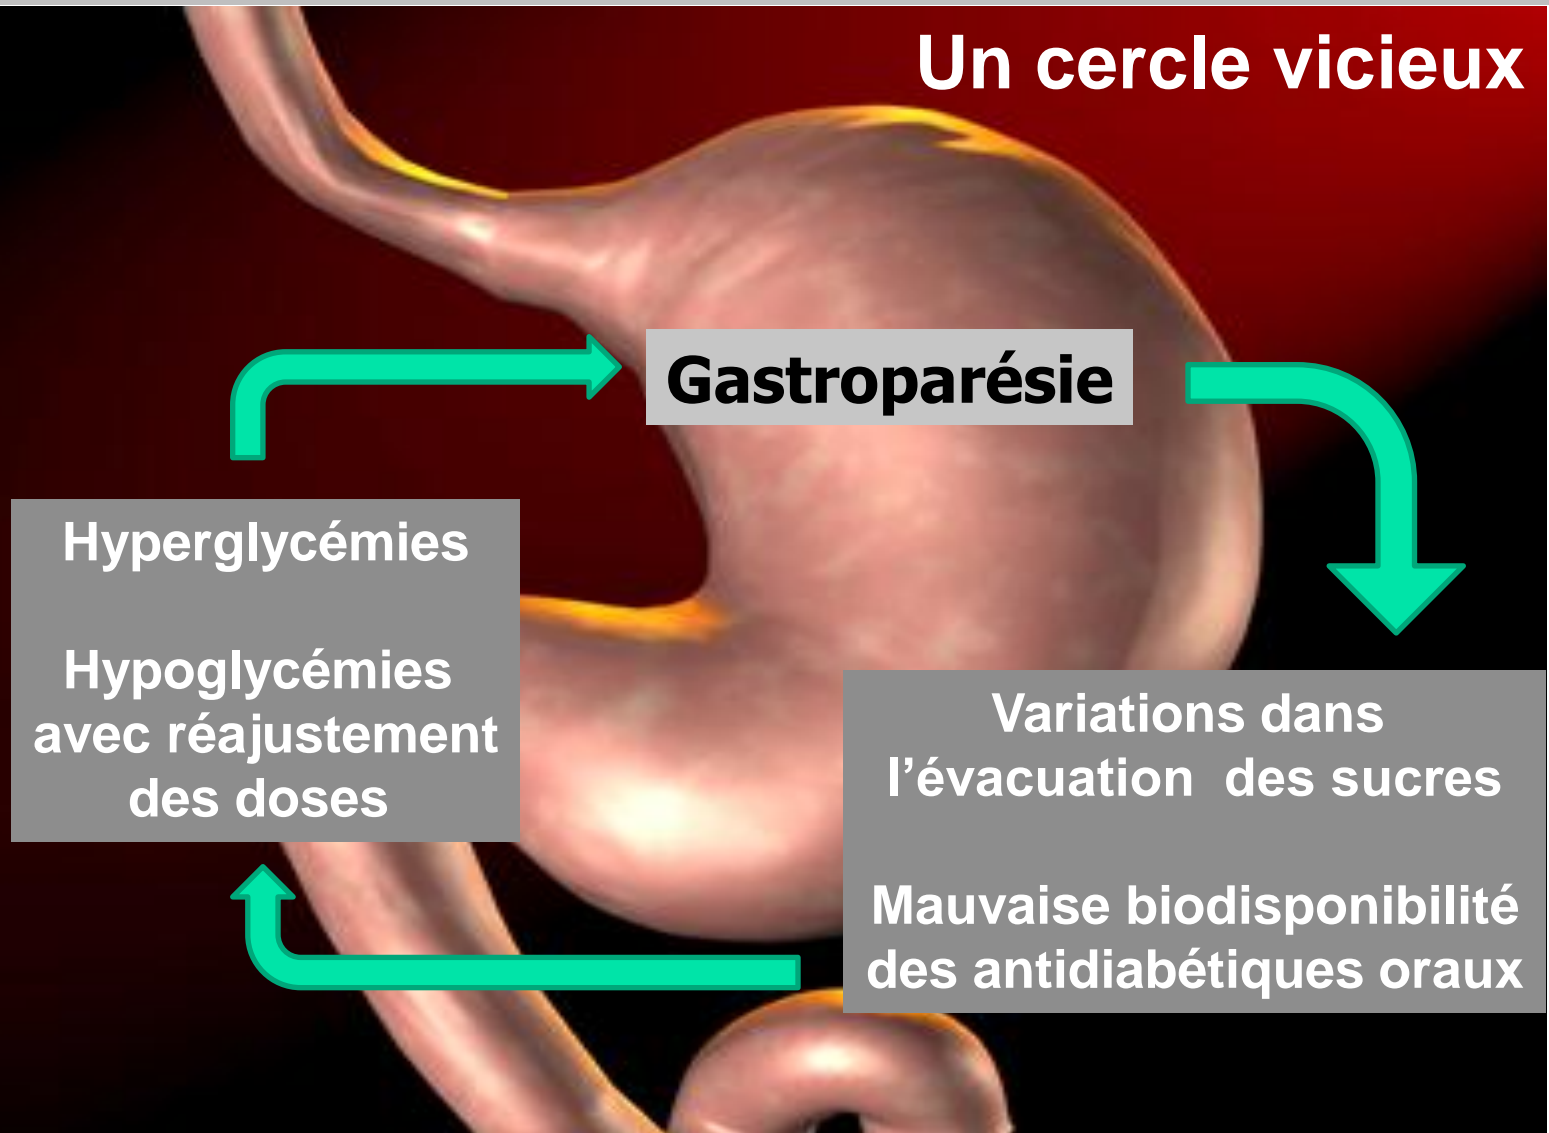 Un cercle vicieux
Gastroparésie
Hyperglycémies
Hypoglycémies
avec réajustement
des doses
Variations dans
l’évacuation  des sucres
Mauvaise biodisponibilité
des antidiabétiques oraux